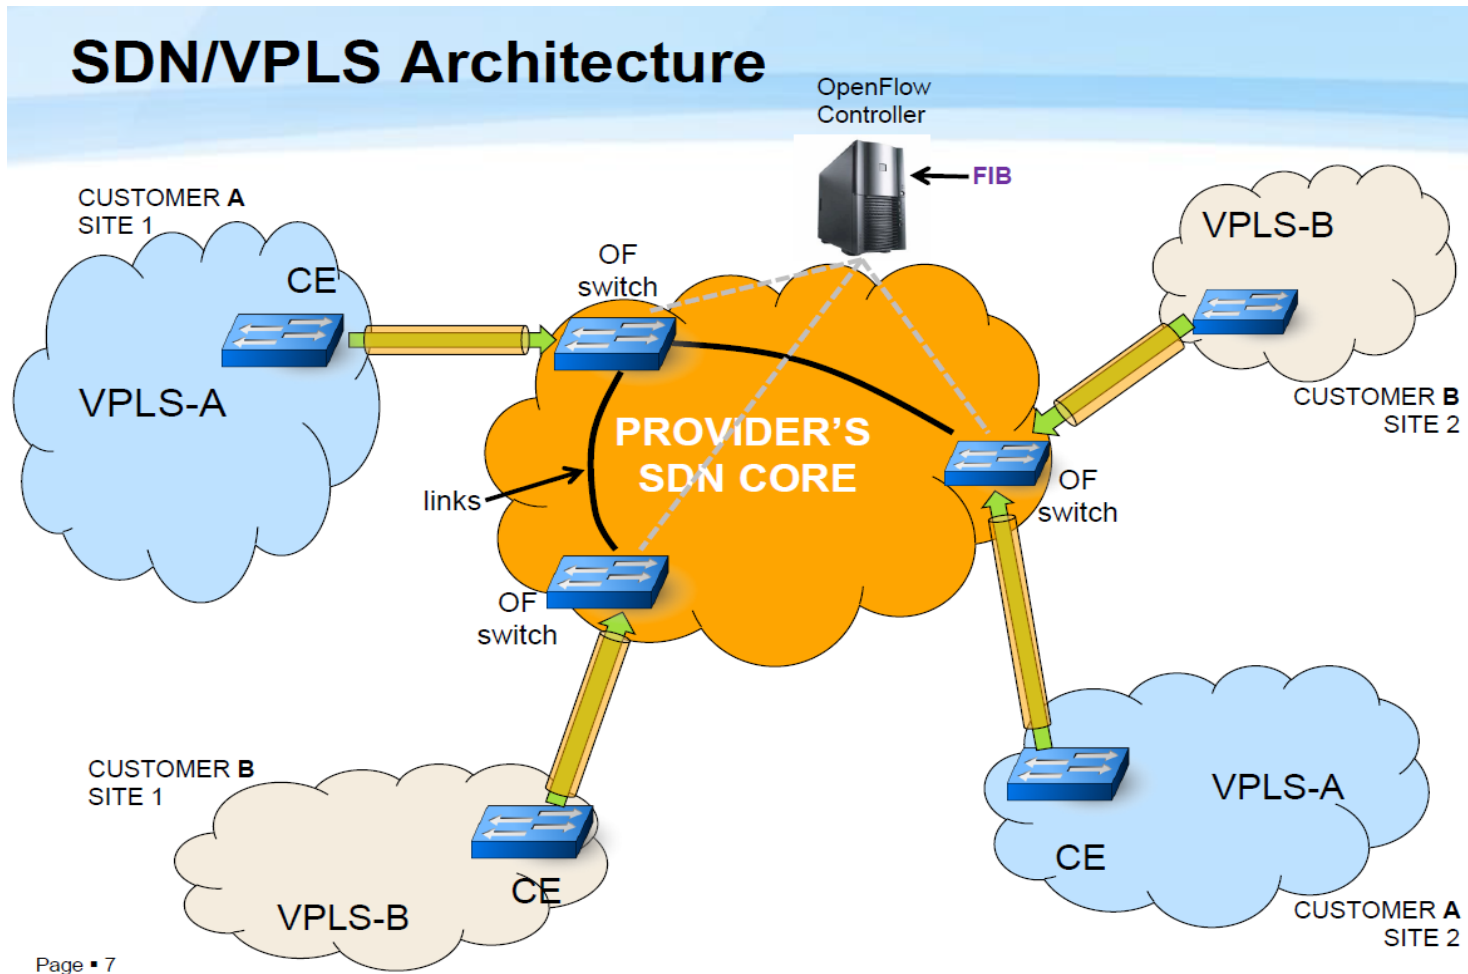 SDN/VPLS Architecture
OpenFlow
Controller
FIB
CUSTOMER A
SITE 1
CE
VPLS-A
OF
switch
VPLS-B
CUSTOMER B
SITE 2
PROVIDER'S
SDN CORE
links
OF
switch
OF
switch
CUSTOMER B
SITE 1
CE
VPLS-B
VPLS-A
CE
CUSTOMER A
SITE 2
Page ▪ 7